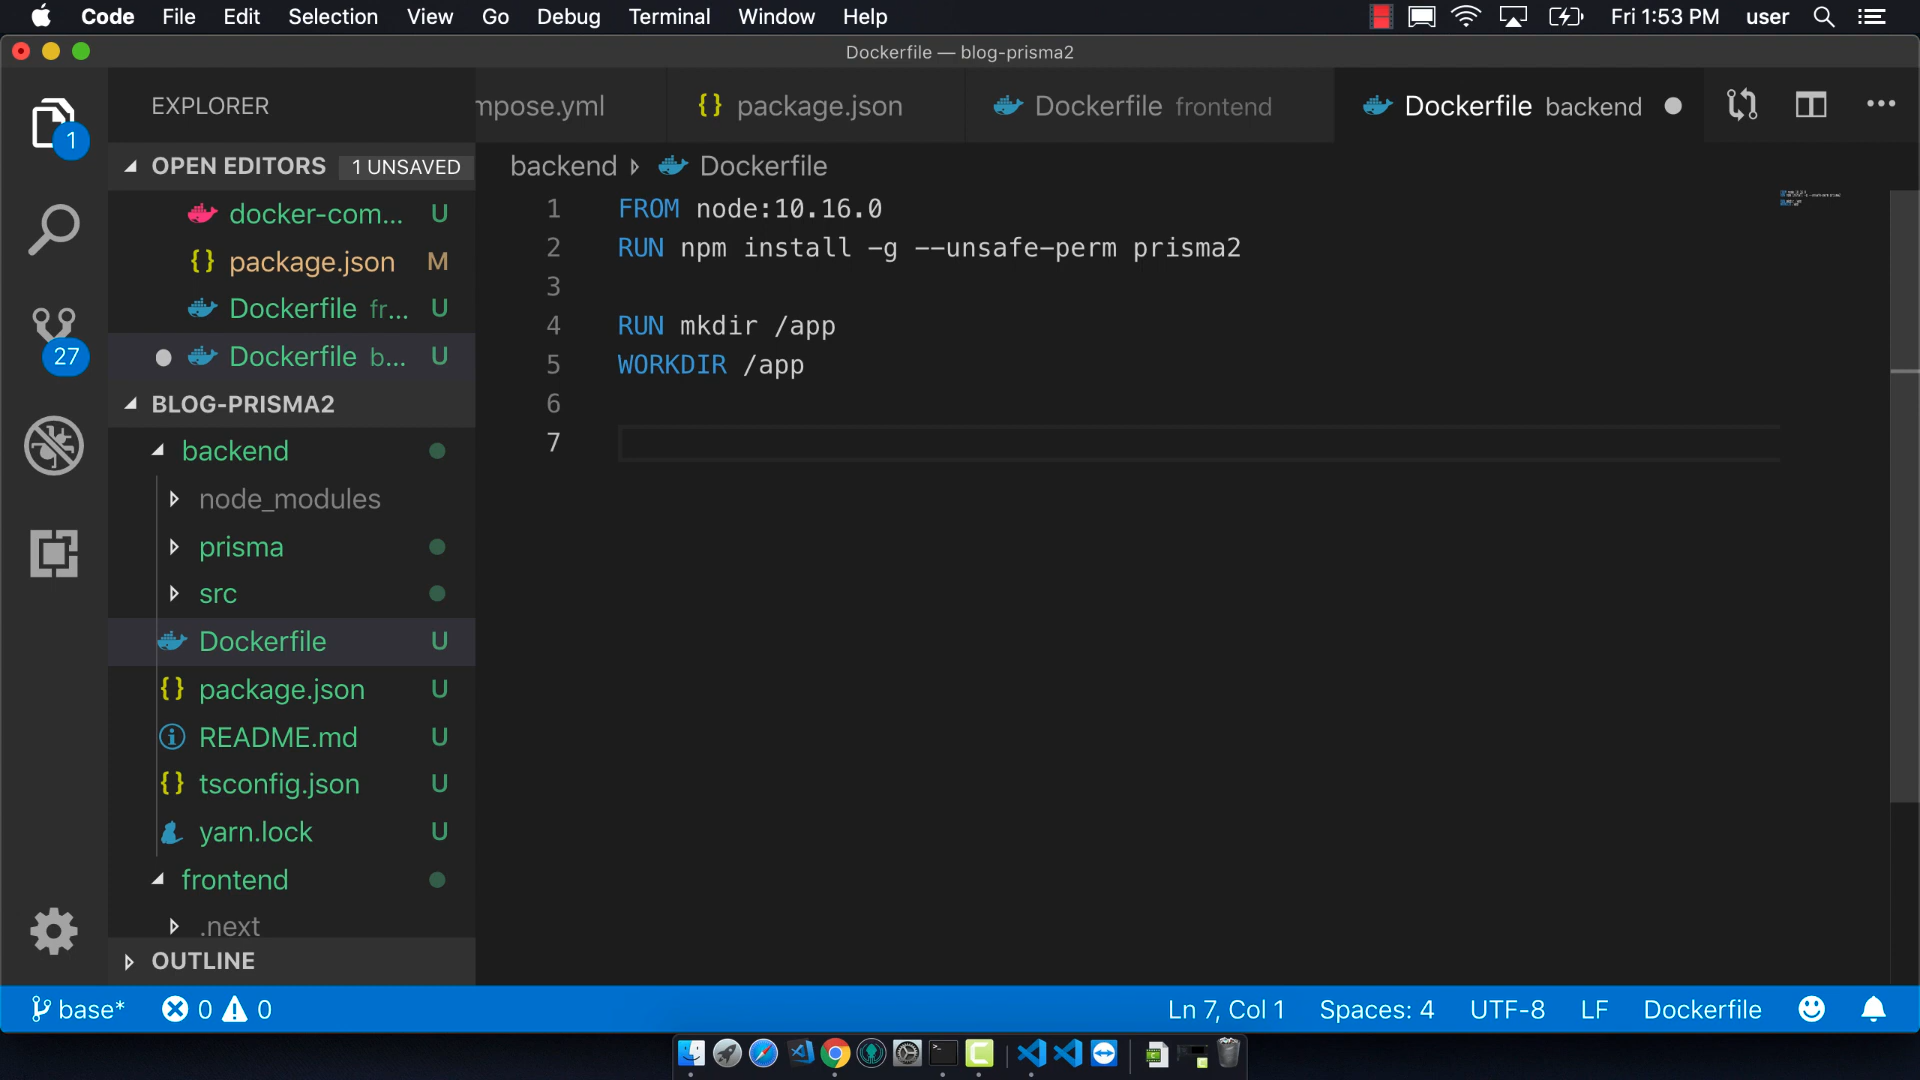 Code File Edit Selection View Go Debug Terminal Window Help Fri 1:53 PM user
Dockerfile — blog-prisma2
EXPLORER
mpose.yml {} package.json Dockerfile frontend Dockerfile backend
1
OPEN EDITORS 1 UNSAVED
backend Dockerfile
docker-com... U
{} package.json M
Dockerfile fr... U
Dockerfile b... U
27
BLOG-PRISMA2
backend
node_modules
prisma
src
Dockerfile U
{} package.json U
README.md U
{} tsconfig.json U
yarn.lock U
frontend
.next
OUTLINE
1 FROM node:10.16.0
2 RUN npm install -g --unsafe-perm prisma2
3
4 RUN mkdir /app
5 WORKDIR /app
6
7
base* 0 0 Ln 7, Col 1 Spaces: 4 UTF-8 LF Dockerfile